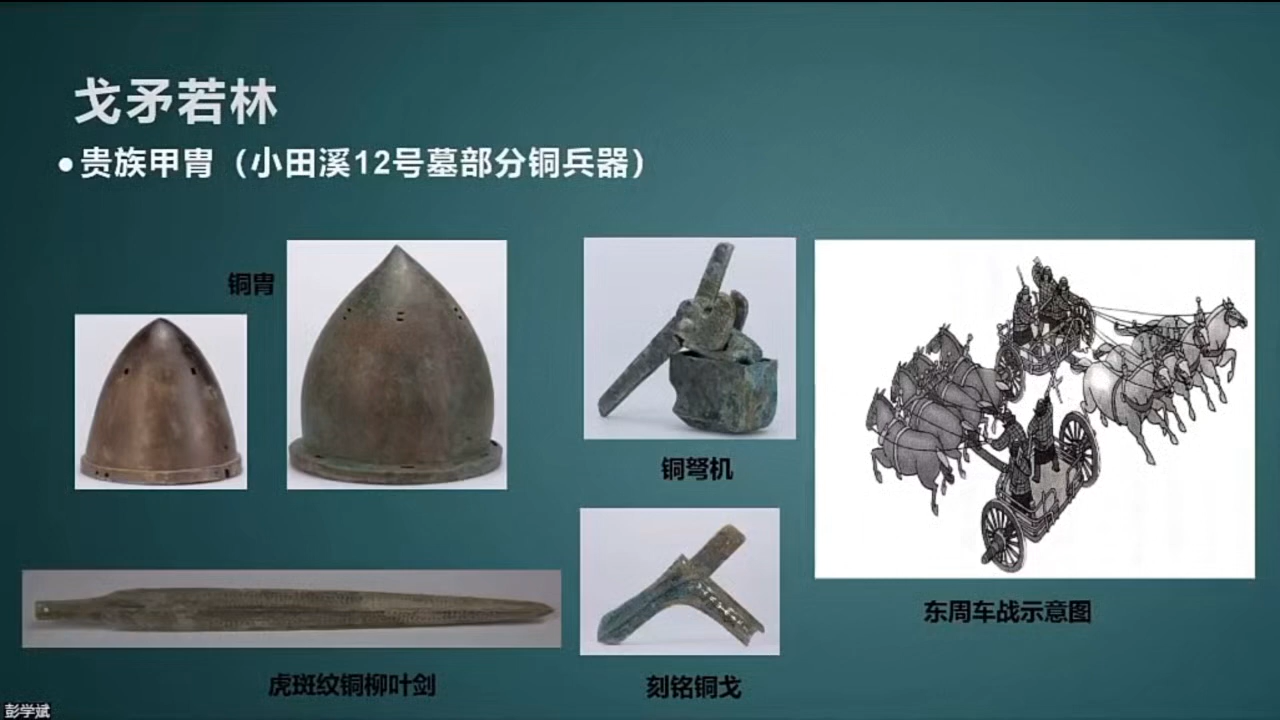 戈矛若林
•贵族甲胄（小田溪12号墓部分铜兵器）
铜胄
铜弩机
虎斑纹铜柳叶剑
刻铭铜戈
东周车战示意图
彭学斌